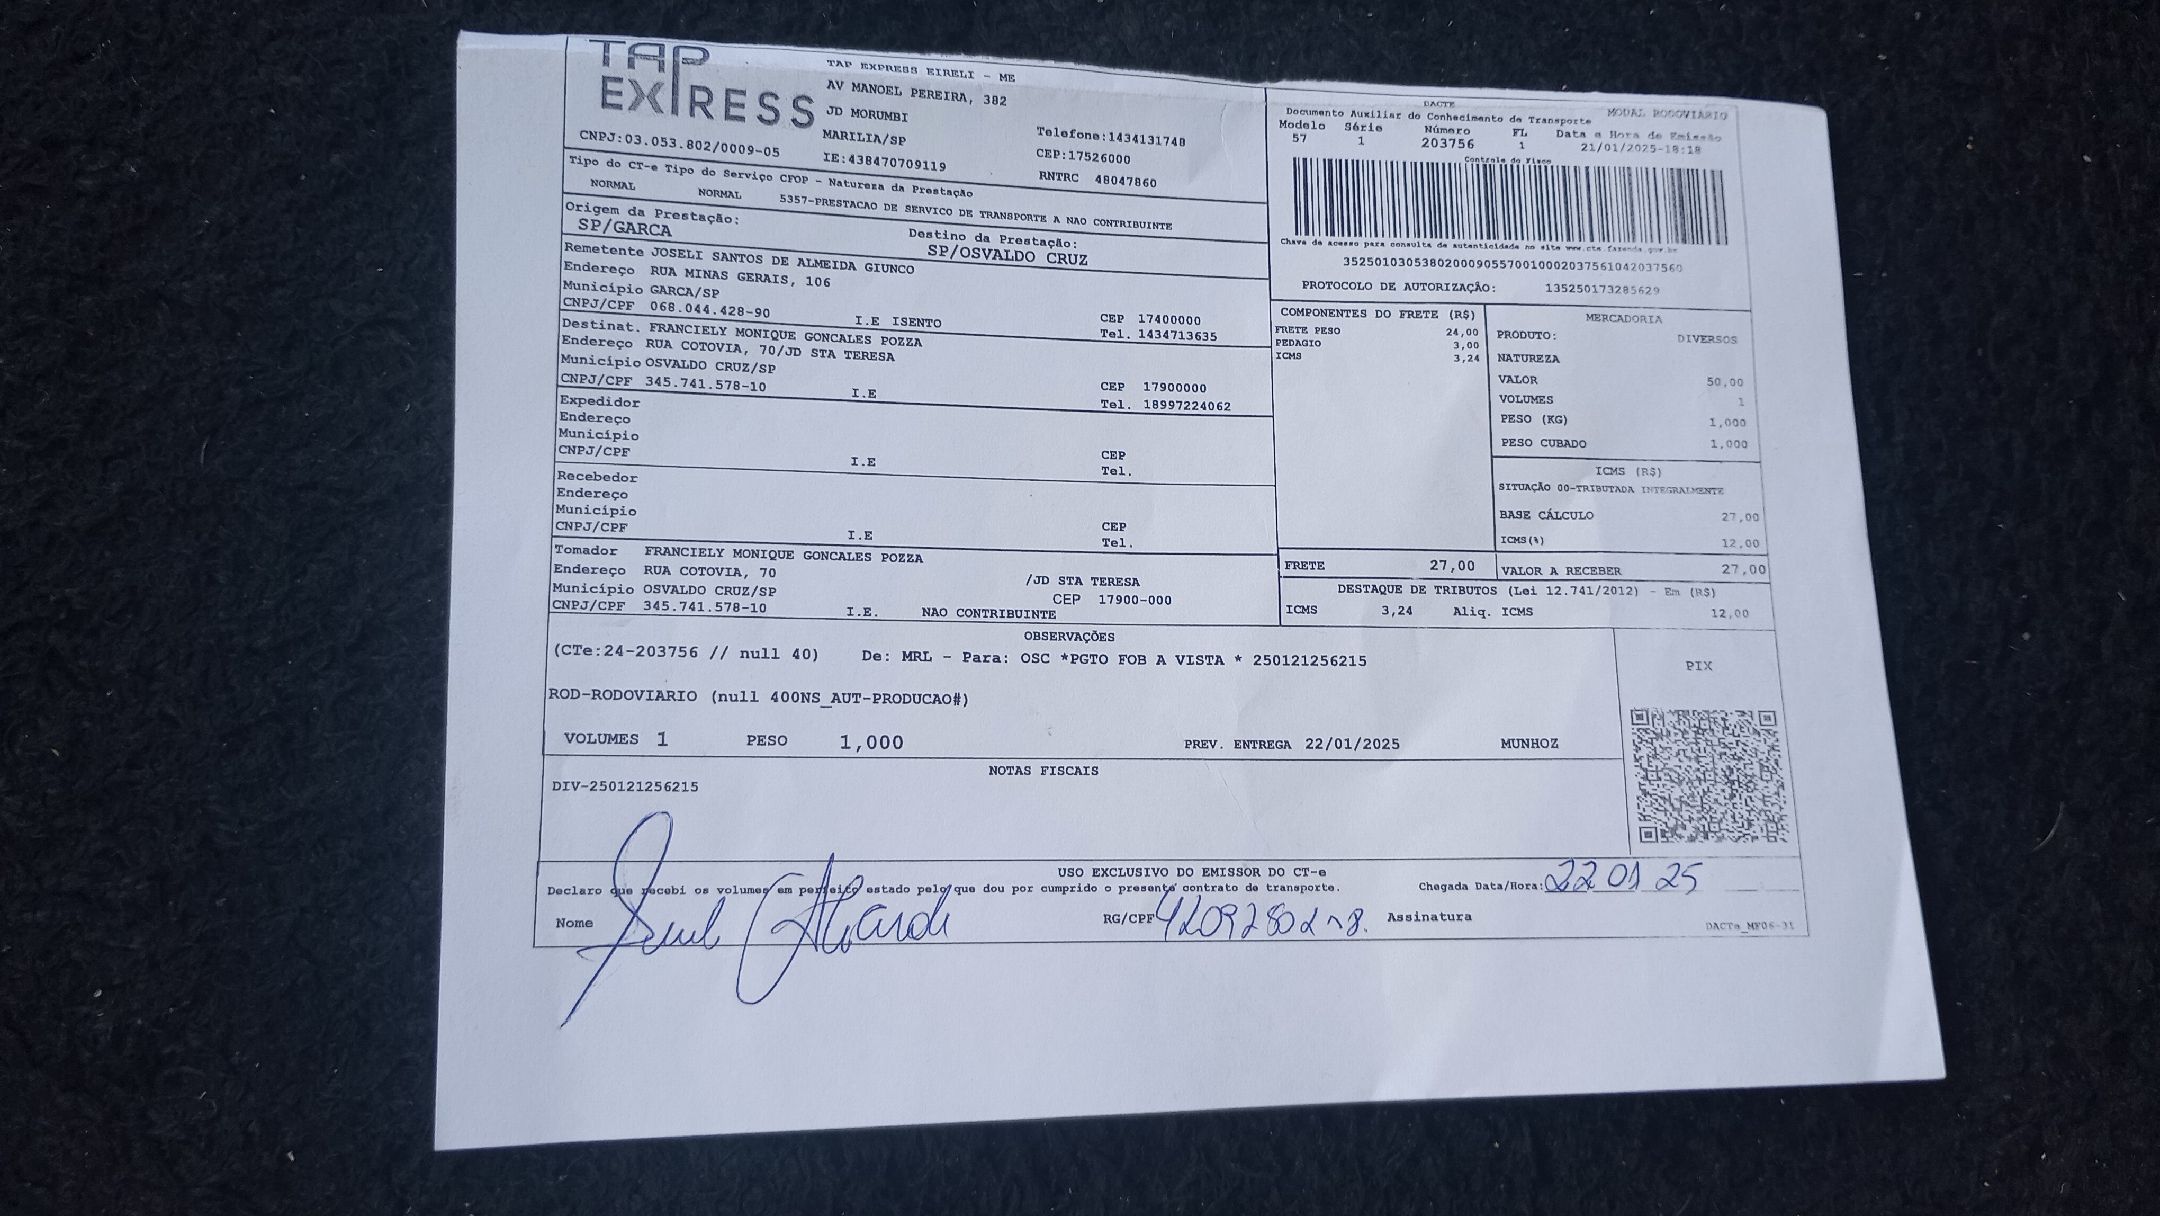 TAP EXPRESS
TAP EXPRESS EIRELI - ME
AV MANOEL PEREIRA, 382
JD MORUMBI
MARILIA/SP
Telefone:1434131740
CNPJ:03.053.802/0009-05
IE:438470709119
CEP:17526000
RNTRC 48047860
DACTE
Documento Auxiliar do Conhecimento de Transporte
MODAL RODOVIÁRIO
Modelo Série Número FL Data e Hora de Emissão
57 1 203756 1 21/01/2025-18:18
Controle do Fisco
Chave de acesso para consulta de autenticidade no site www.cte.fazenda.gov.br
35250103053802000905570010002037561042037560
PROTOCOLO DE AUTORIZAÇÃO: 135250173285629
Tipo do CT-e Tipo do Serviço CFOP - Natureza da Prestação
NORMAL NORMAL 5357-PRESTACAO DE SERVICO DE TRANSPORTE A NAO CONTRIBUINTE
Origem da Prestação: Destino da Prestação:
SP/GARCA SP/OSVALDO CRUZ
Remetente JOSELI SANTOS DE ALMEIDA GIUNCO
Endereço RUA MINAS GERAIS, 106
Município GARCA/SP CEP 17400000
CNPJ/CPF 068.044.428-90 I.E ISENTO Tel. 1434713635
Destinat. FRANCIELY MONIQUE GONCALES POZZA
Endereço RUA COTOVIA, 70/JD STA TERESA
Município OSVALDO CRUZ/SP CEP 17900000
CNPJ/CPF 345.741.578-10 I.E Tel. 18997224062
Expedidor
Endereço
Município CEP
CNPJ/CPF I.E Tel.
Recebedor
Endereço
Município CEP
CNPJ/CPF I.E Tel.
Tomador FRANCIELY MONIQUE GONCALES POZZA
Endereço RUA COTOVIA, 70 /JD STA TERESA
Município OSVALDO CRUZ/SP CEP 17900-000
CNPJ/CPF 345.741.578-10 I.E. NAO CONTRIBUINTE
COMPONENTES DO FRETE (R$)
FRETE PESO 24,00
PEDAGIO 3,00
ICMS 3,24
MERCADORIA
PRODUTO: DIVERSOS
NATUREZA
VALOR 50,00
VOLUMES 1
PESO (KG) 1,000
PESO CUBADO 1,000
ICMS (R$)
SITUAÇÃO 00-TRIBUTADA INTEGRALMENTE
BASE CÁLCULO 27,00
ICMS(%) 12,00
FRETE 27,00 VALOR A RECEBER 27,00
DESTAQUE DE TRIBUTOS (Lei 12.741/2012) - Em (R$)
ICMS 3,24 Aliq. ICMS 12,00
OBSERVAÇÕES
(CTe:24-203756 // null 40) De: MRL - Para: OSC *PGTO FOB A VISTA * 250121256215
PIX
ROD-RODOVIARIO (null 400NS_AUT-PRODUCAO#)
VOLUMES 1 PESO 1,000 PREV. ENTREGA 22/01/2025 MUNHOZ
NOTAS FISCAIS
DIV-250121256215
USO EXCLUSIVO DO EMISSOR DO CT-e
Declaro que recebi os volumes em perfeito estado pelo que dou por cumprido o presente contrato de transporte. Chegada Data/Hora: 22 01 25
Nome RG/CPF Assinatura
DACTe_MF06-31